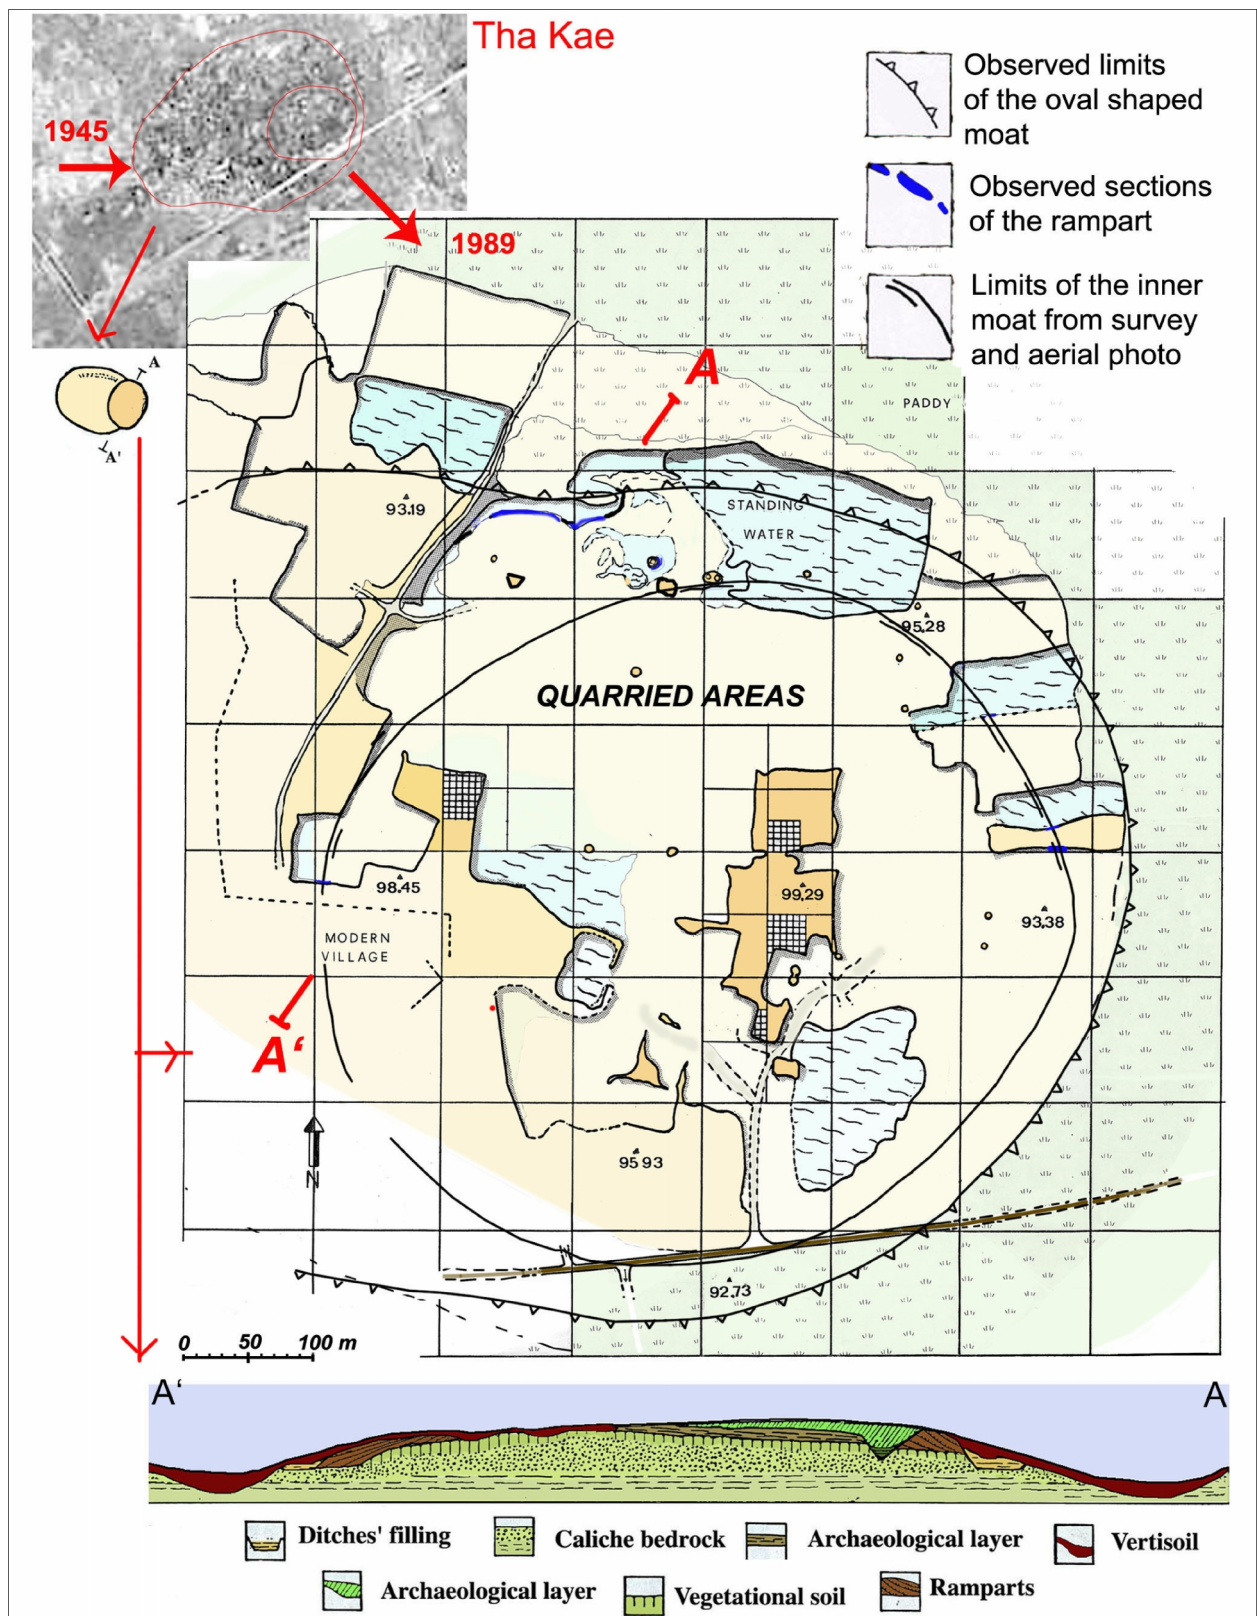 Tha Kae
1945
1989
Observed limits
of the oval shaped
moat
Observed sections
of the rampart
Limits of the inner
moat from survey
and aerial photo
A
A'
A
PADDY
93.19
STANDING
WATER
95.28
QUARRIED AREAS
98.45
99.29
93.38
MODERN
VILLAGE
A‘
N
95 93
92.73
0 50 100 m
A‘
A
Ditches' filling
Caliche bedrock
Archaeological layer
Vertisoil
Archaeological layer
Vegetational soil
Ramparts